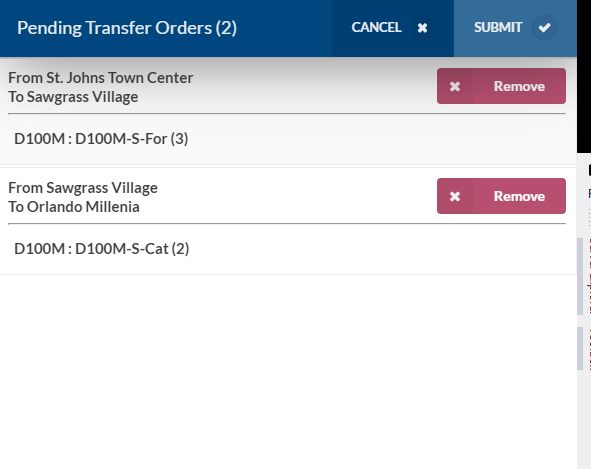 Pending Transfer Orders (2)
CANCEL
SUBMIT
From St. Johns Town Center
To Sawgrass Village
Remove
D100M : D100M-S-For (3)
From Sawgrass Village
To Orlando Millenia
Remove
D100M : D100M-S-Cat (2)